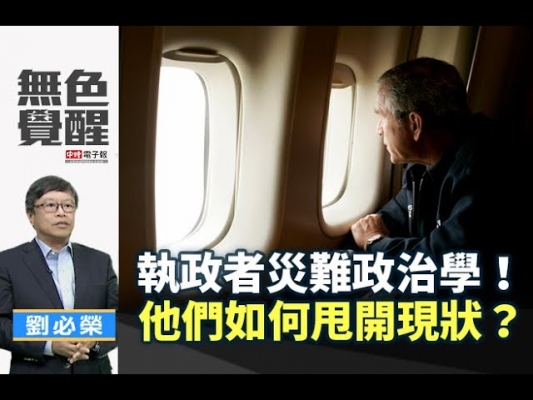 無色
覺醒
中時電子報
劉必榮
執政者災難政治學！
他們如何甩開現狀？